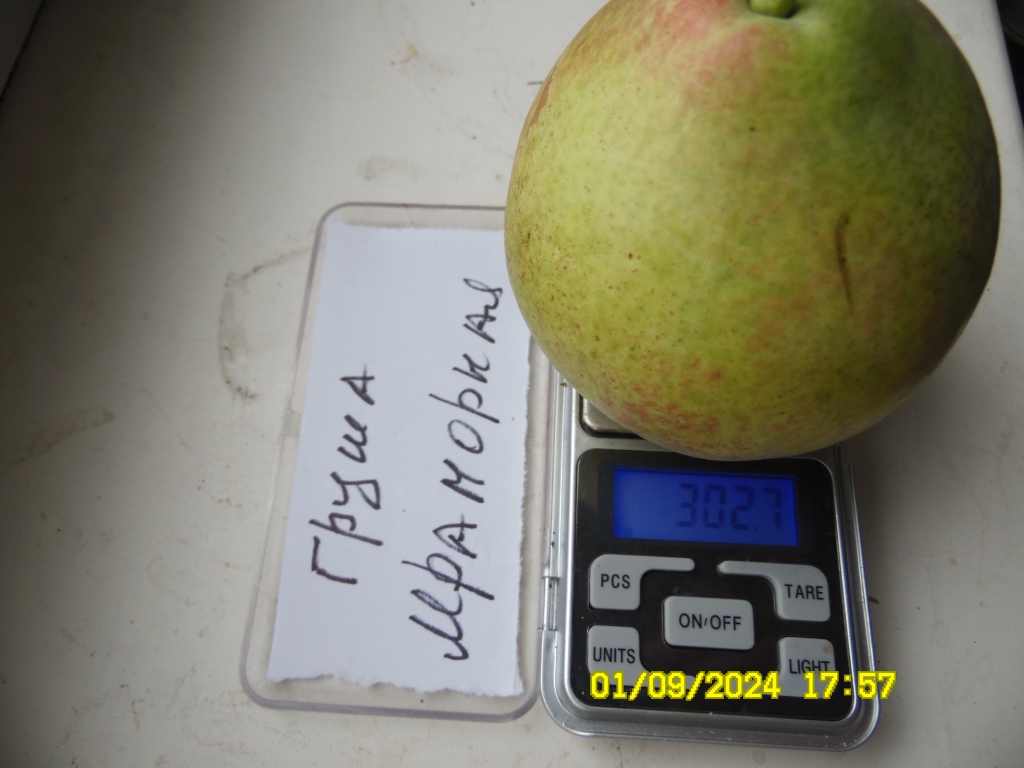 Груша
Мраморная
302.7
PCS
TARE
ON/OFF
UNITS
LIGHT
01/09/2024 17:57